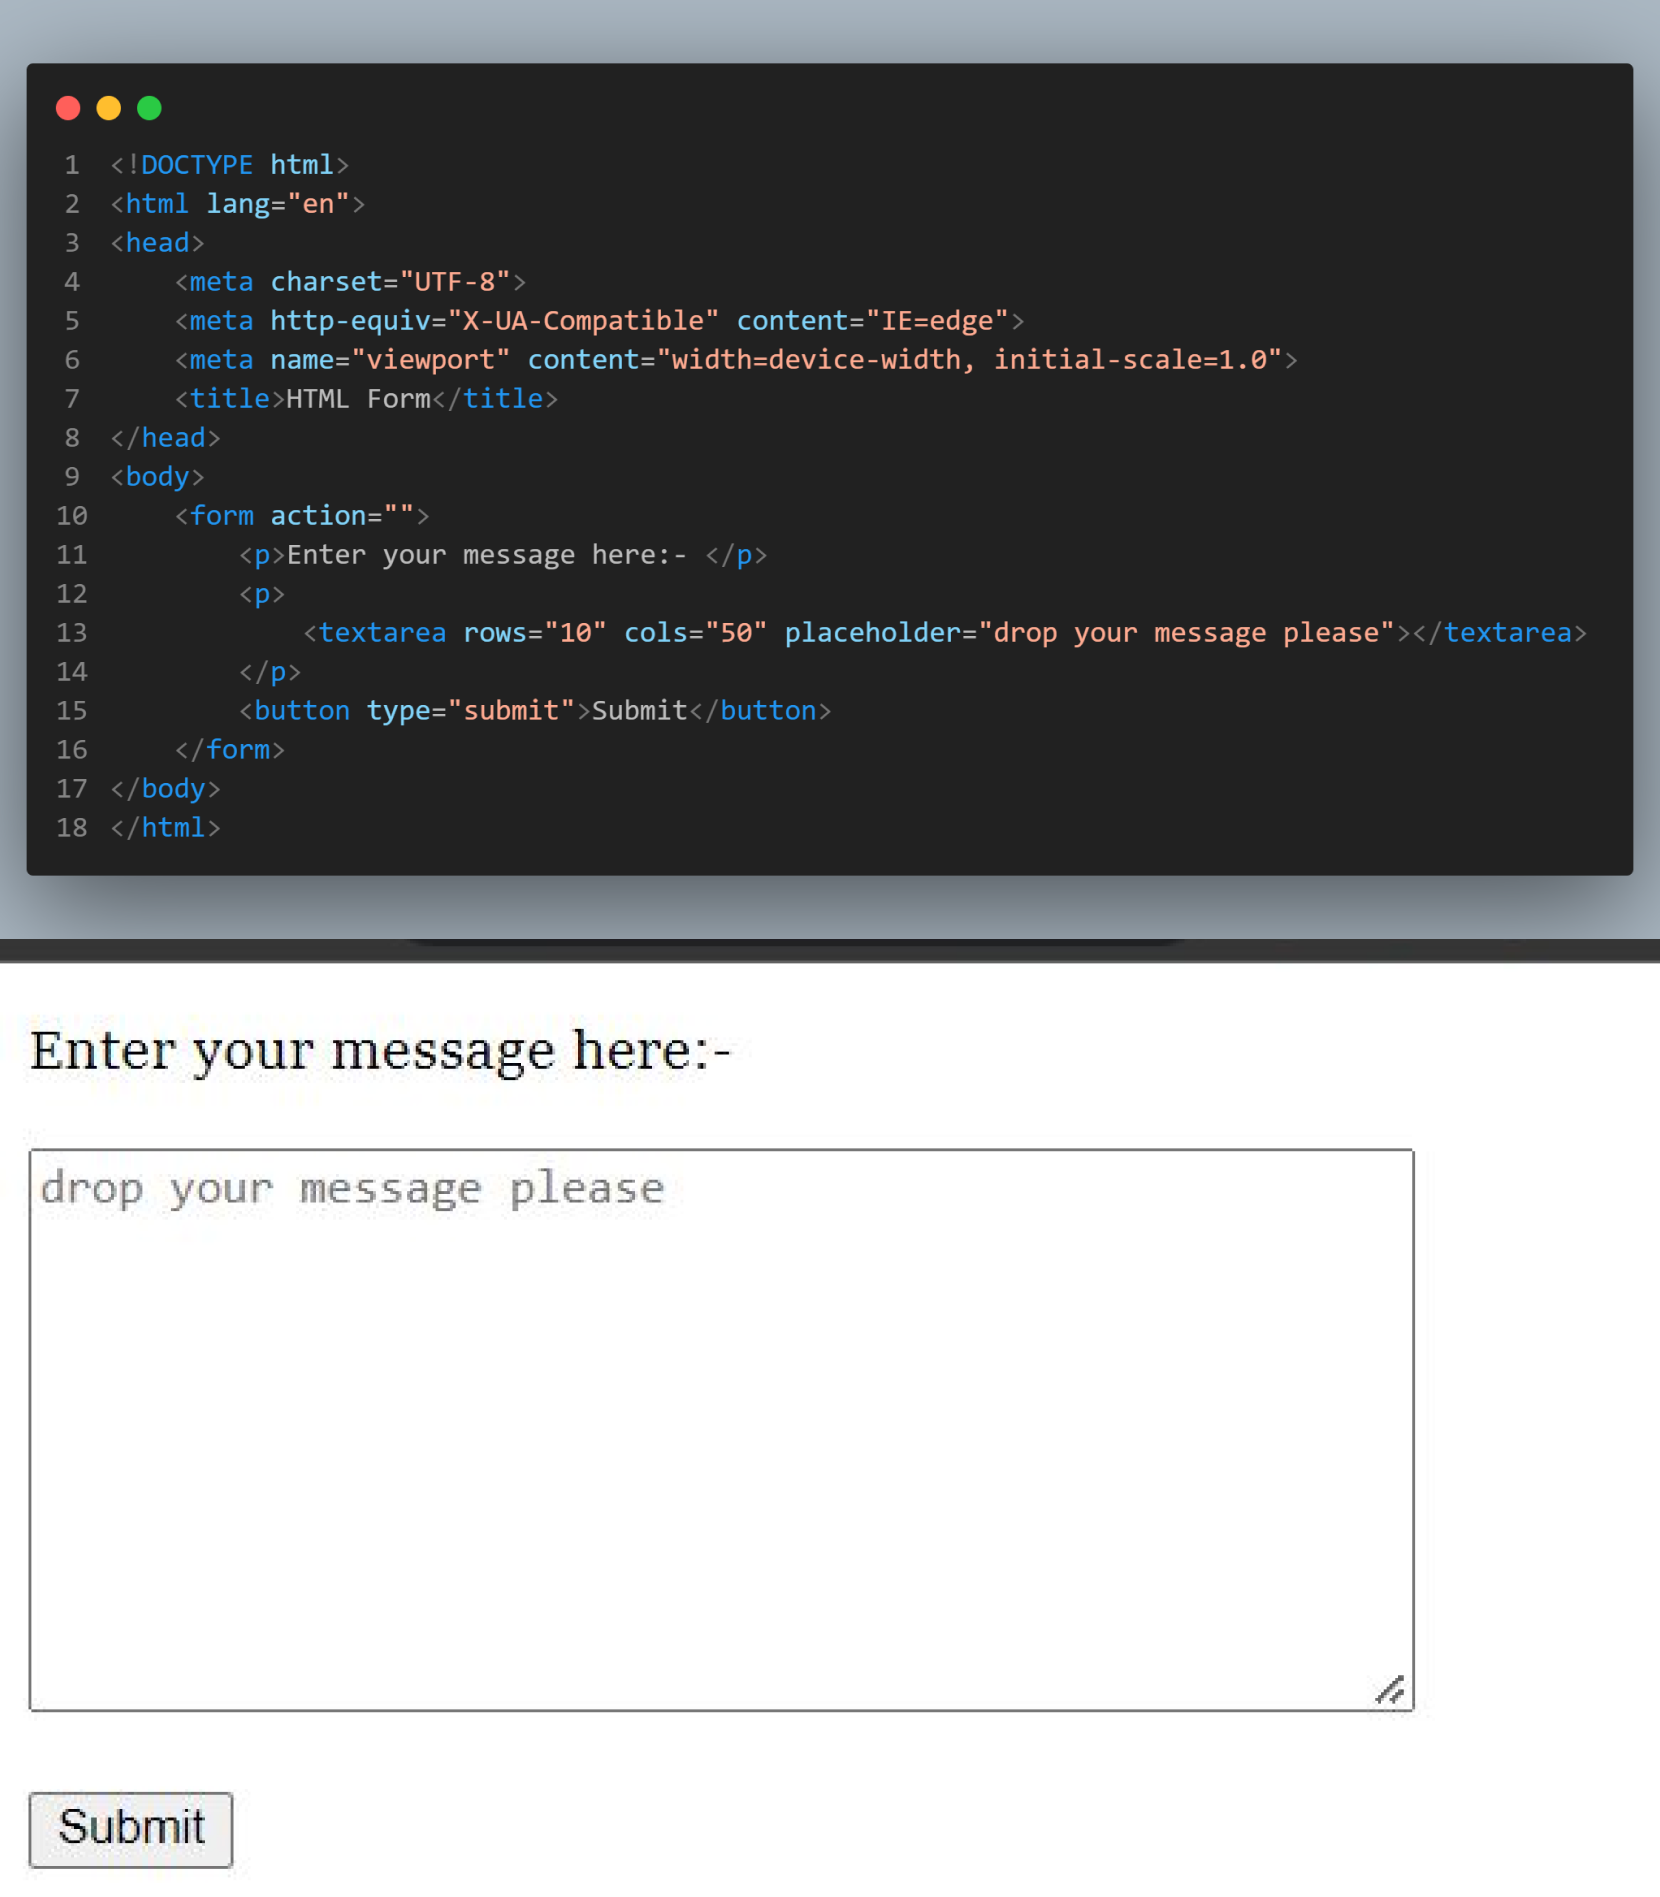 1 <!DOCTYPE html>
2 <html lang="en">
3 <head>
4     <meta charset="UTF-8">
5     <meta http-equiv="X-UA-Compatible" content="IE=edge">
6     <meta name="viewport" content="width=device-width, initial-scale=1.0">
7     <title>HTML Form</title>
8 </head>
9 <body>
10     <form action="">
11         <p>Enter your message here:- </p>
12         <p>
13             <textarea rows="10" cols="50" placeholder="drop your message please"></textarea>
14         </p>
15         <button type="submit">Submit</button>
16     </form>
17 </body>
18 </html>
Enter your message here:-
drop your message please
Submit